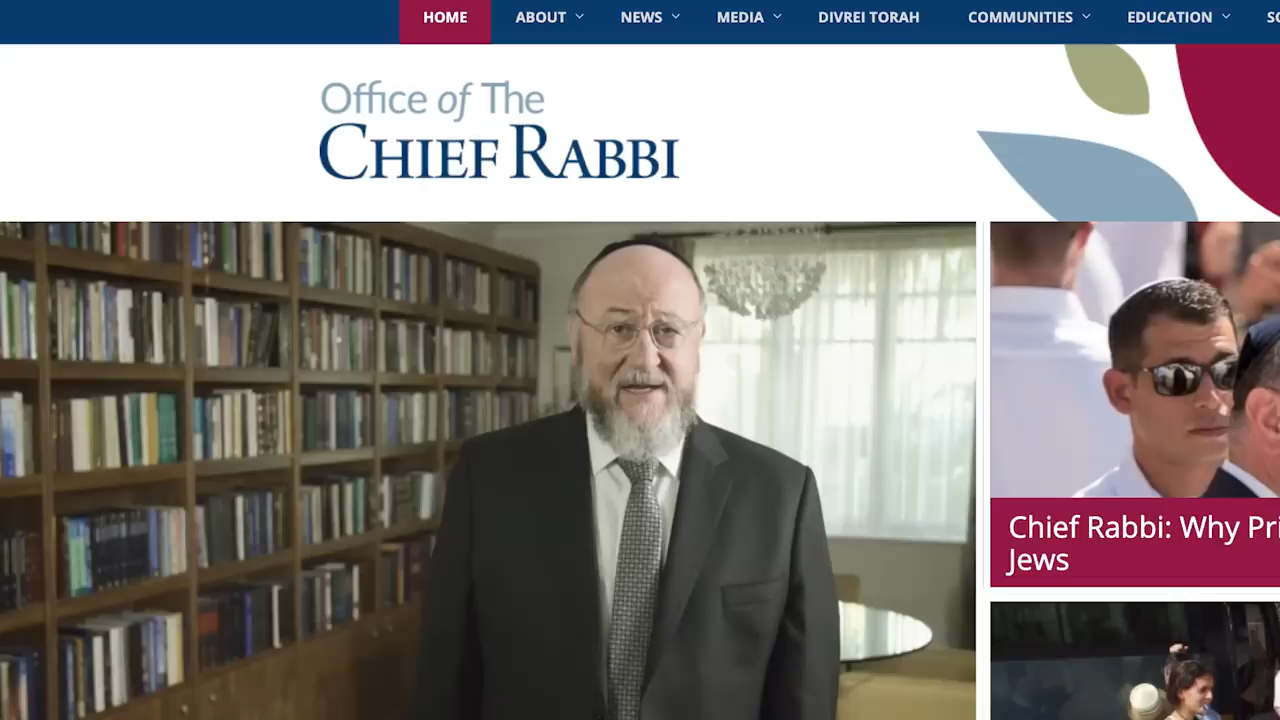 HOME ABOUT NEWS MEDIA DIVREI TORAH COMMUNITIES EDUCATION
Office of The
CHIEF RABBI
Chief Rabbi: Why
Jews